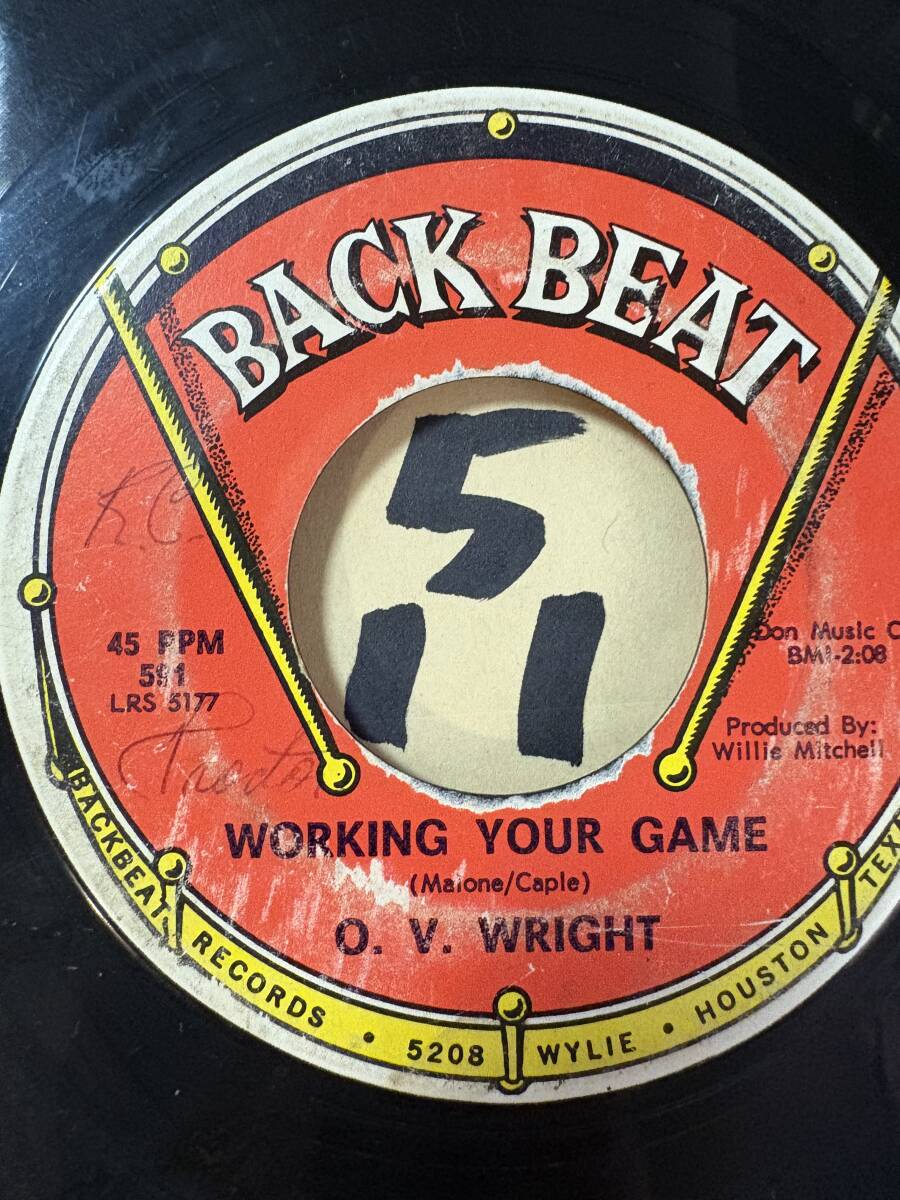 BACK BEAT
5
11
R.C.
45 RPM
591
LRS 5177
Don Music C
BMI-2:08
Produced By:
Willie Mitchell
WORKING YOUR GAME
(Malone/Caple)
O. V. WRIGHT
BACKBEAT RECORDS • 5208 WYLIE • HOUSTON TEXA